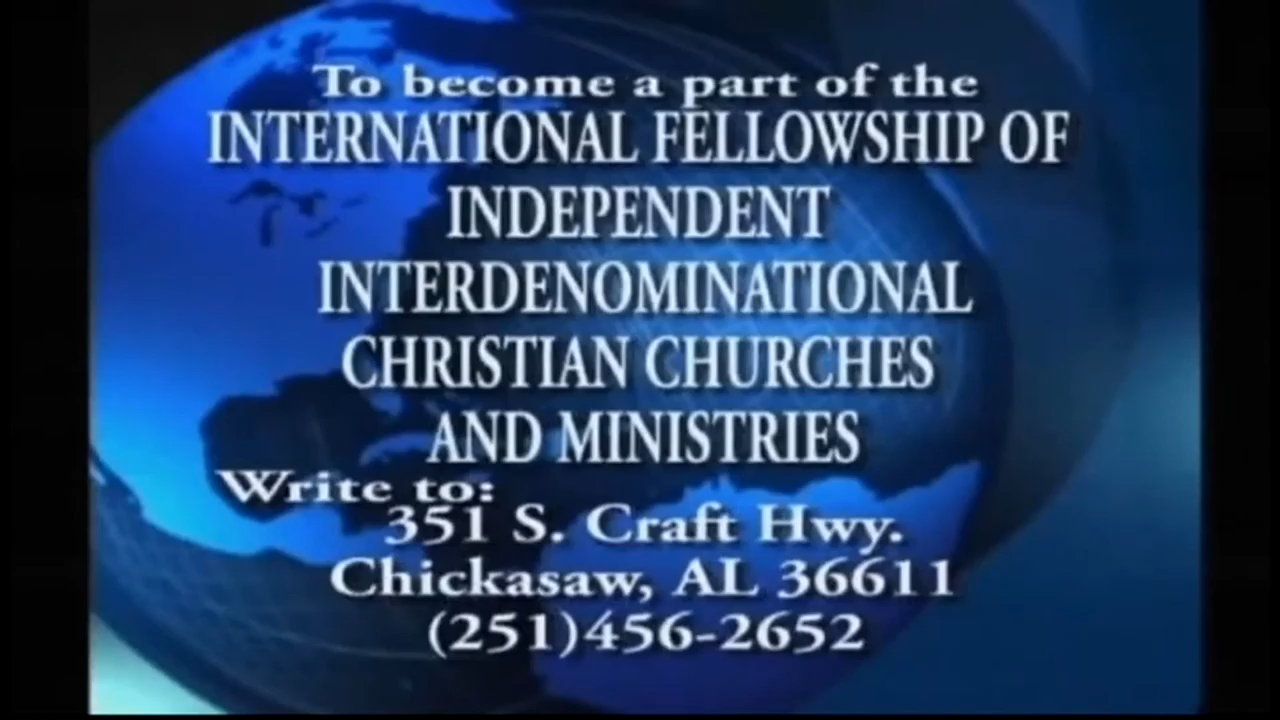 To become a part of the
INTERNATIONAL FELLOWSHIP OF
INDEPENDENT
INTERDENOMINATIONAL
CHRISTIAN CHURCHES
AND MINISTRIES
Write to:
351 S. Craft Hwy.
Chickasaw, AL 36611
(251)456-2652